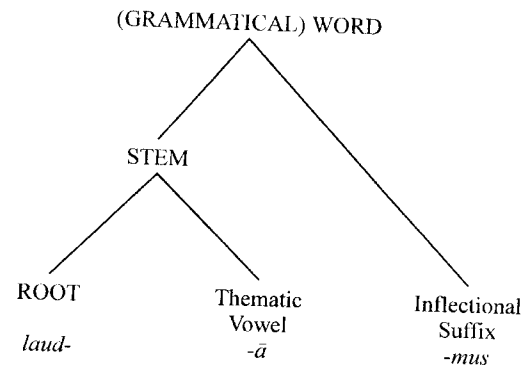 (GRAMMATICAL) WORD
STEM
ROOT
laud-
Thematic
Vowel
-ā
Inflectional
Suffix
-mus